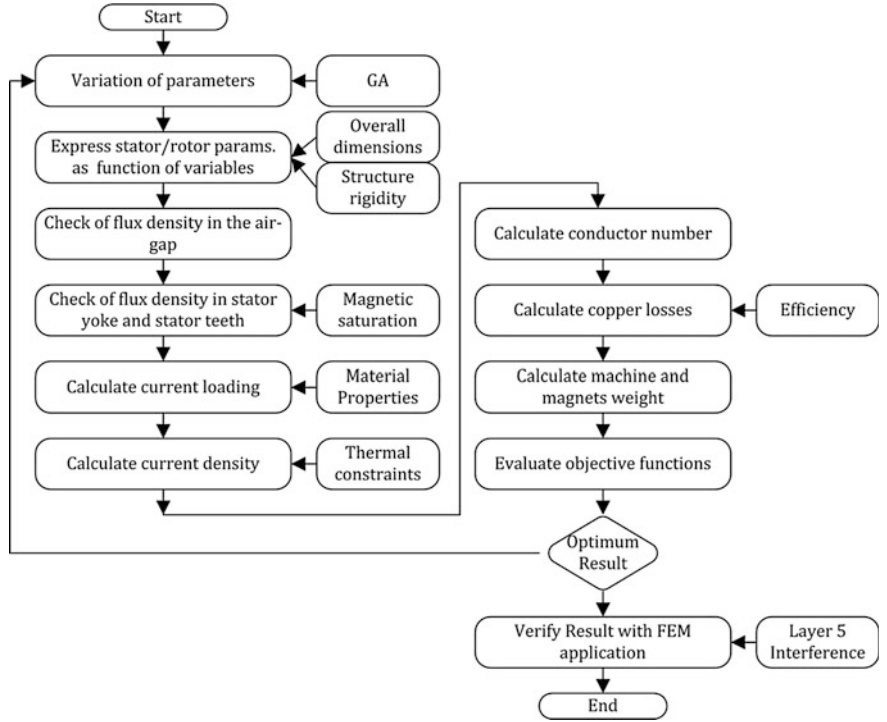 Start
Variation of parameters
GA
Express stator/rotor params.
as function of variables
Overall
dimensions
Structure
rigidity
Check of flux density in the air-
gap
Check of flux density in stator
yoke and stator teeth
Magnetic
saturation
Calculate current loading
Material
Properties
Calculate current density
Thermal
constraints
Calculate conductor number
Calculate copper losses
Efficiency
Calculate machine and
magnets weight
Evaluate objective functions
Optimum
Result
Verify Result with FEM
application
Layer 5
Interference
End